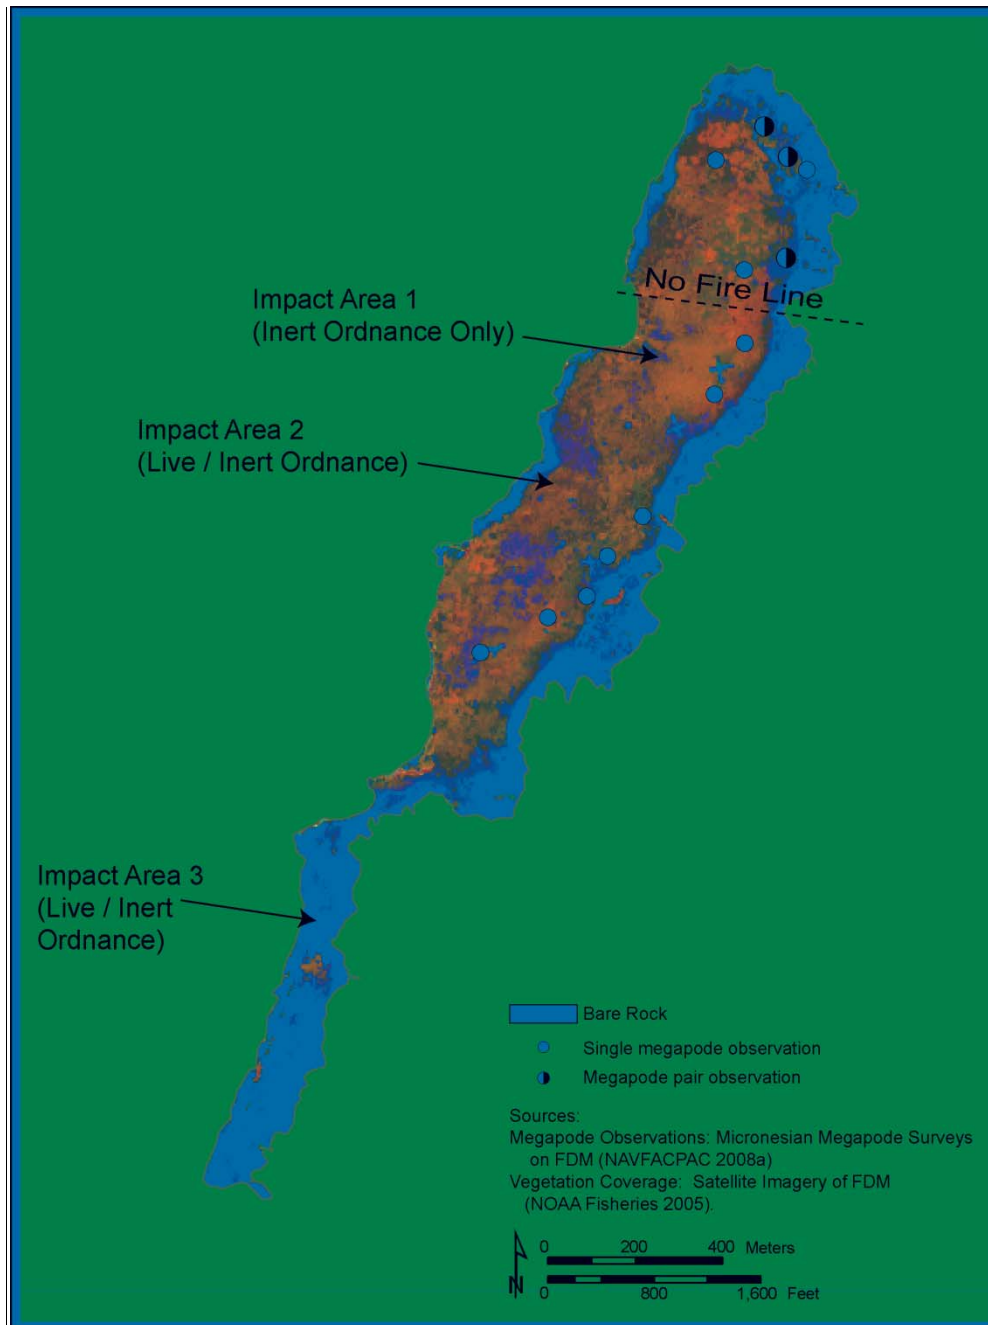 No Fire Line
Impact Area 1
(Inert Ordnance Only)
Impact Area 2
(Live / Inert Ordnance)
Impact Area 3
(Live / Inert
Ordnance)
Bare Rock
Single megapode observation
Megapode pair observation
Sources:
Megapode Observations: Micronesian Megapode Surveys
on FDM (NAVFACPAC 2008a)
Vegetation Coverage: Satellite Imagery of FDM
(NOAA Fisheries 2005).
0 200 400 Meters
N
0 800 1,600 Feet